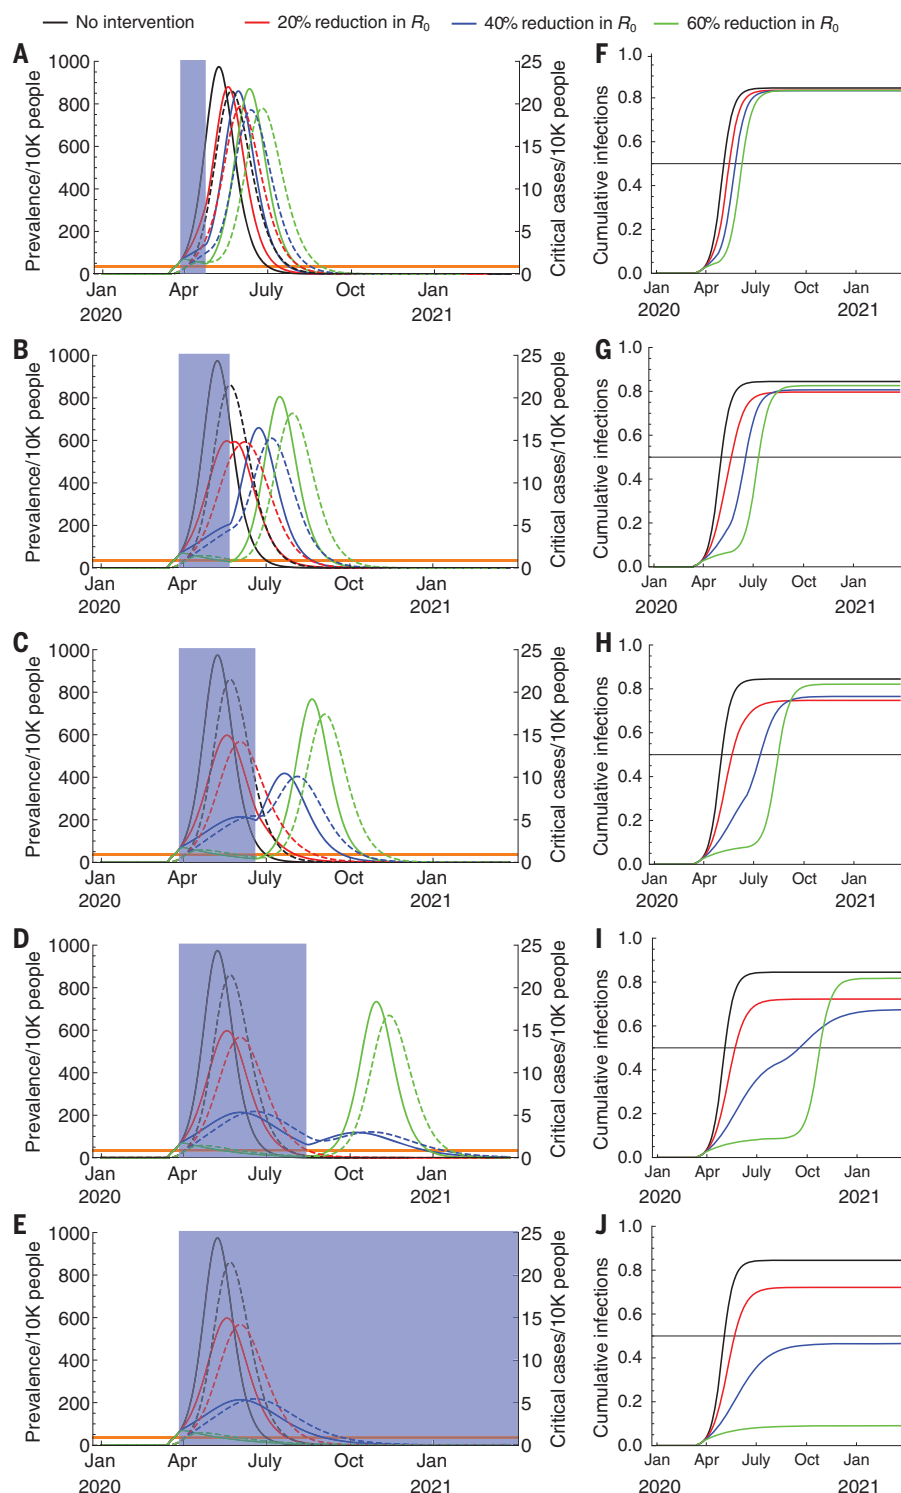 No intervention 20% reduction in R0 40% reduction in R0 60% reduction in R0
A
Prevalence/10K people
1000
800
600
400
200
0
25
20
15
10
5
0
Critical cases/10K people
Jan Apr July Oct Jan
2020 2021
F
Cumulative infections
1.0
0.8
0.6
0.4
0.2
0.0
Jan Apr July Oct Jan
2020 2021
B
Prevalence/10K people
1000
800
600
400
200
0
25
20
15
10
5
0
Critical cases/10K people
Jan Apr July Oct Jan
2020 2021
G
Cumulative infections
1.0
0.8
0.6
0.4
0.2
0.0
Jan Apr July Oct Jan
2020 2021
C
Prevalence/10K people
1000
800
600
400
200
0
25
20
15
10
5
0
Critical cases/10K people
Jan Apr July Oct Jan
2020 2021
H
Cumulative infections
1.0
0.8
0.6
0.4
0.2
0.0
Jan Apr July Oct Jan
2020 2021
D
Prevalence/10K people
1000
800
600
400
200
0
25
20
15
10
5
0
Critical cases/10K people
Jan Apr July Oct Jan
2020 2021
I
Cumulative infections
1.0
0.8
0.6
0.4
0.2
0.0
Jan Apr July Oct Jan
2020 2021
E
Prevalence/10K people
1000
800
600
400
200
0
25
20
15
10
5
0
Critical cases/10K people
Jan Apr July Oct Jan
2020 2021
J
Cumulative infections
1.0
0.8
0.6
0.4
0.2
0.0
Jan Apr July Oct Jan
2020 2021